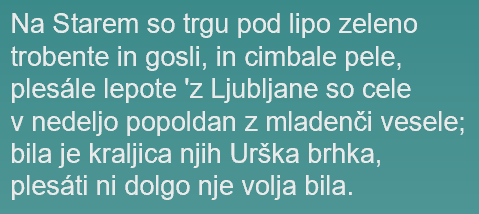 Na Starem so trgu pod lipo zeleno
trobente in gosli, in cimbale pele,
plesále lepote 'z Ljubljane so cele
v nedeljo popoldan z mladenči vesele;
bila je kraljica njih Urška brhka,
plesáti ni dolgo nje volja bila.